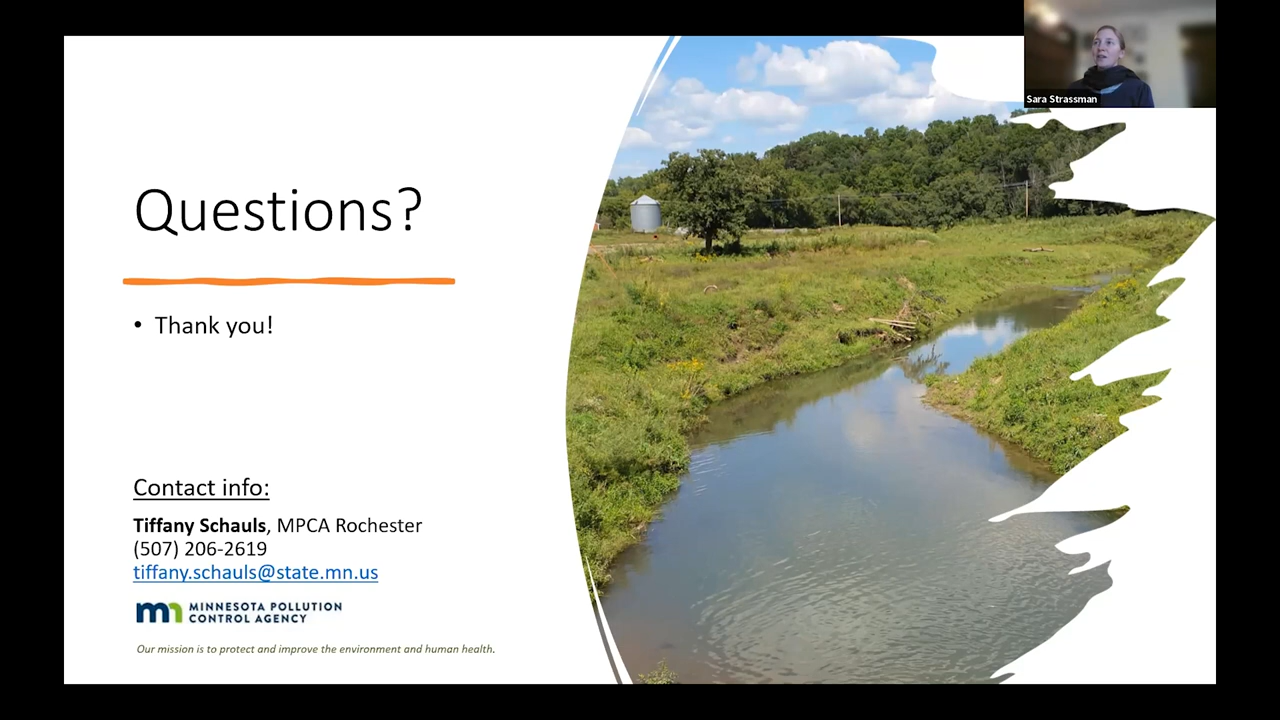 Sara Strassman
Questions?
• Thank you!
Contact info:
Tiffany Schauls, MPCA Rochester
(507) 206-2619
tiffany.schauls@state.mn.us
mn MINNESOTA POLLUTION
CONTROL AGENCY
Our mission is to protect and improve the environment and human health.